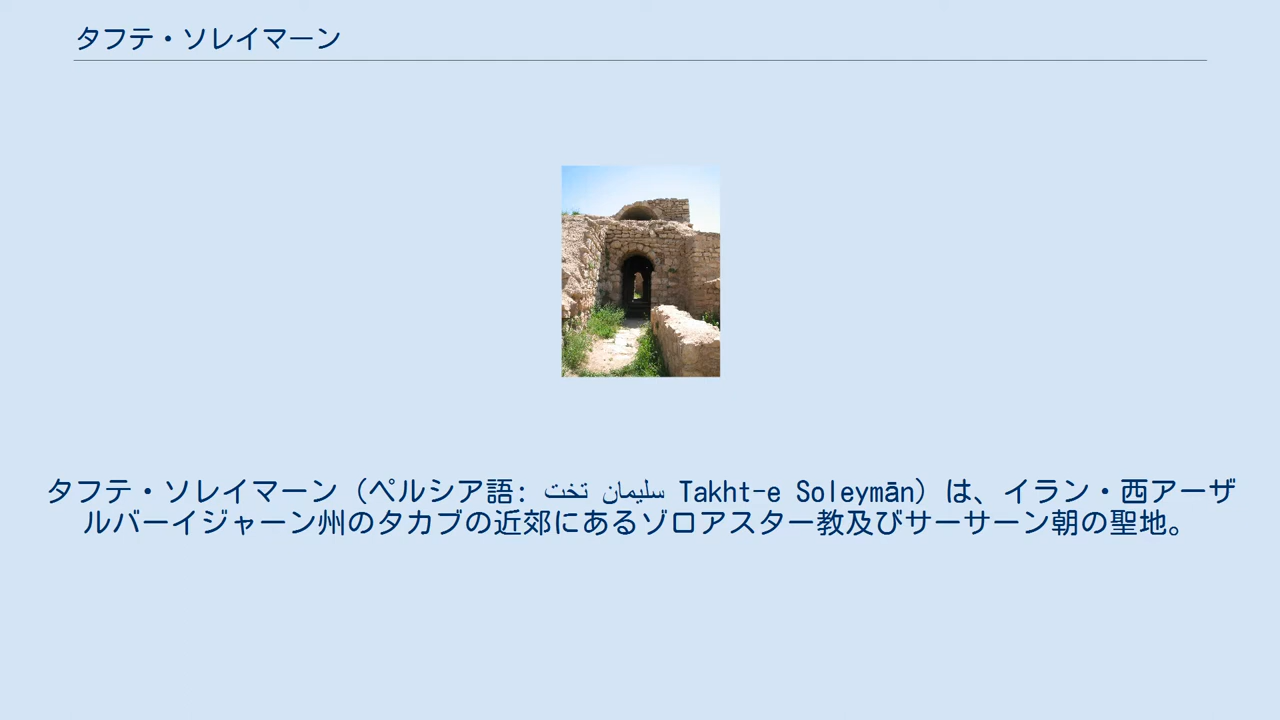 タフテ・ソレイマーン
タフテ・ソレイマーン（ペルシア語: تخت سلیمان Takht-e Soleymān）は、イラン・西アーザ
ルバーイジャーン州のタカブの近郊にあるゾロアスター教及びサーサーン朝の聖地。